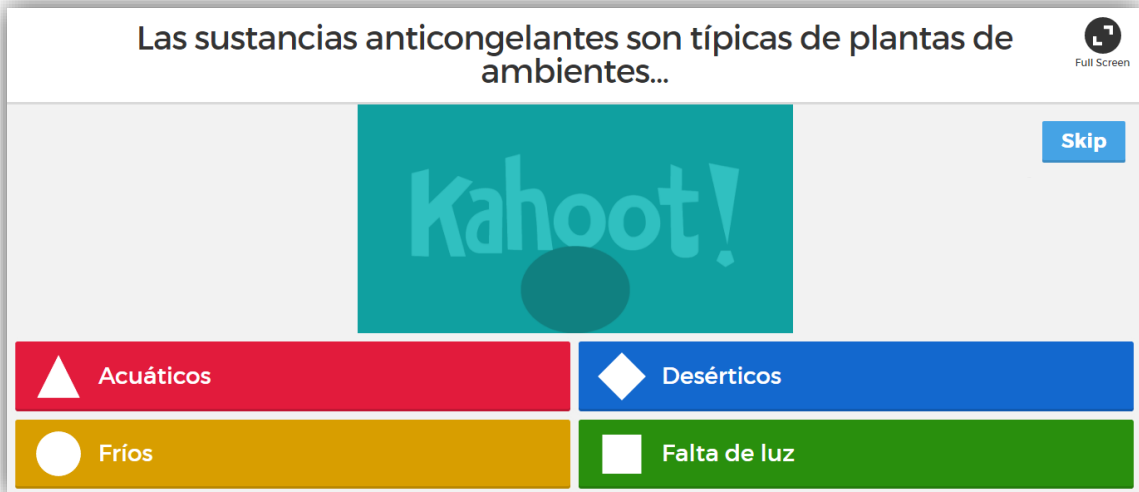 Las sustancias anticongelantes son típicas de plantas de
ambientes...
Full Screen
Skip
Kahoot!
Acuáticos
Desérticos
Fríos
Falta de luz